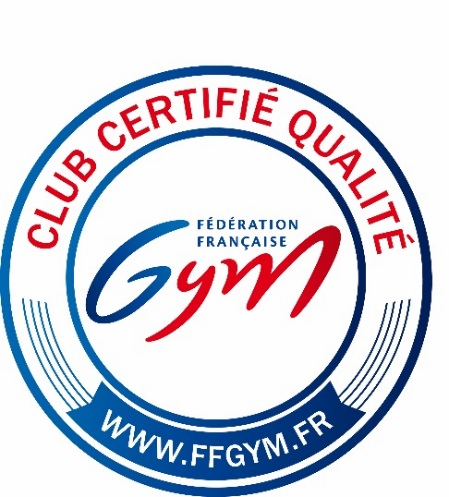 CLUB CERTIFIÉ QUALITÉ
FÉDÉRATION
FRANÇAISE
Gym
WWW.FFGYM.FR